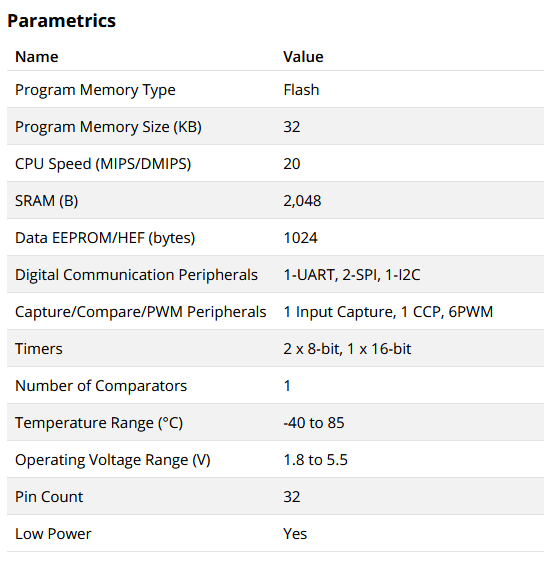 Parametrics
Name Value
Program Memory Type Flash
Program Memory Size (KB) 32
CPU Speed (MIPS/DMIPS) 20
SRAM (B) 2,048
Data EEPROM/HEF (bytes) 1024
Digital Communication Peripherals 1-UART, 2-SPI, 1-I2C
Capture/Compare/PWM Peripherals 1 Input Capture, 1 CCP, 6PWM
Timers 2 x 8-bit, 1 x 16-bit
Number of Comparators 1
Temperature Range (°C) -40 to 85
Operating Voltage Range (V) 1.8 to 5.5
Pin Count 32
Low Power Yes